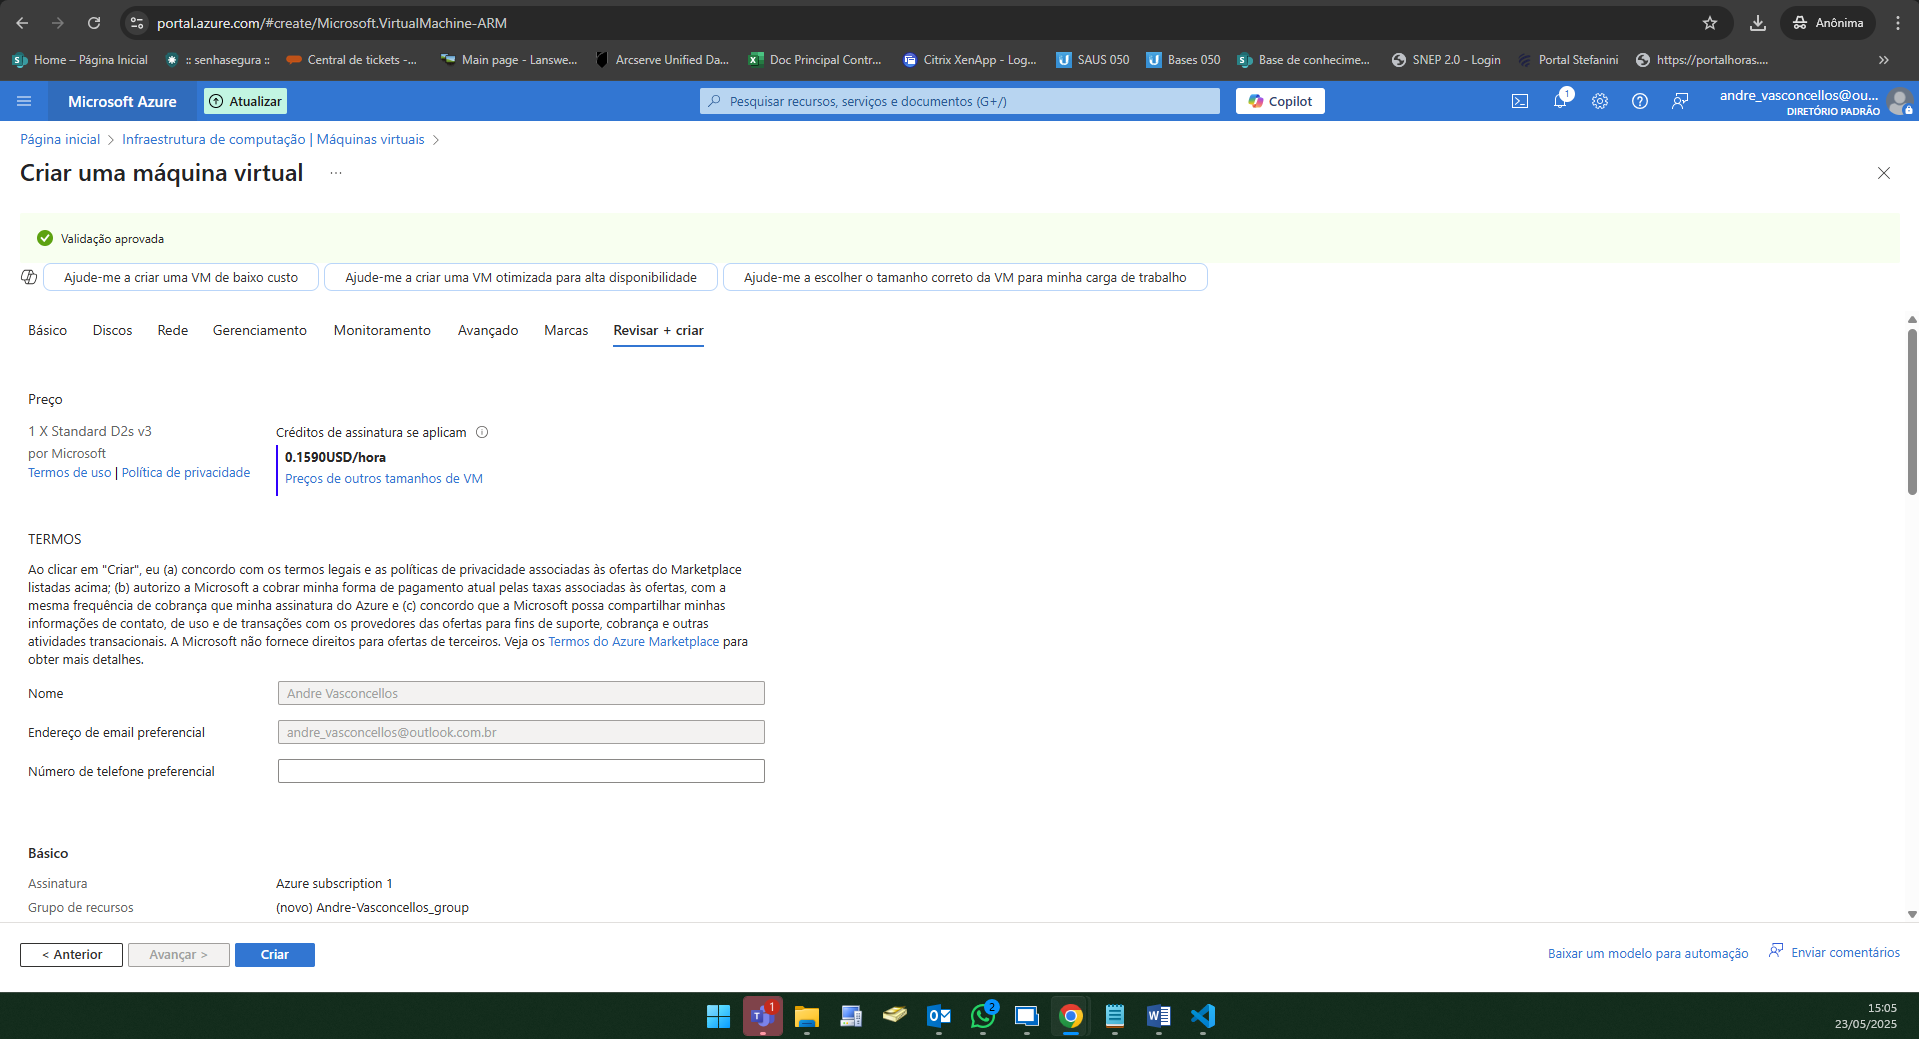 portal.azure.com/#create/Microsoft.VirtualMachine-ARM
Anônima
Home – Página Inicial
:: senhasegura ::
Central de tickets -...
Main page - Lanswe...
Arcserve Unified Da...
Doc Principal Contr...
Citrix XenApp - Log...
SAUS 050
Bases 050
Base de conhecime...
SNEP 2.0 - Login
Portal Stefanini
https://portalhoras....
»
Microsoft Azure
Atualizar
Pesquisar recursos, serviços e documentos (G+/)
Copilot
1
andre_vasconcellos@ou...
DIRETÓRIO PADRÃO
Página inicial > Infraestrutura de computação | Máquinas virtuais >
Criar uma máquina virtual ...
Validação aprovada
Ajude-me a criar uma VM de baixo custo
Ajude-me a criar uma VM otimizada para alta disponibilidade
Ajude-me a escolher o tamanho correto da VM para minha carga de trabalho
Básico Discos Rede Gerenciamento Monitoramento Avançado Marcas Revisar + criar
Preço
1 X Standard D2s v3
por Microsoft
Termos de uso | Política de privacidade
Créditos de assinatura se aplicam
0.1590USD/hora
Preços de outros tamanhos de VM
TERMOS
Ao clicar em "Criar", eu (a) concordo com os termos legais e as políticas de privacidade associadas às ofertas do Marketplace
listadas acima; (b) autorizo a Microsoft a cobrar minha forma de pagamento atual pelas taxas associadas às ofertas, com a
mesma frequência de cobrança que minha assinatura do Azure e (c) concordo que a Microsoft possa compartilhar minhas
informações de contato, de uso e de transações com os provedores das ofertas para fins de suporte, cobrança e outras
atividades transacionais. A Microsoft não fornece direitos para ofertas de terceiros. Veja os Termos do Azure Marketplace para
obter mais detalhes.
Nome
Andre Vasconcellos
Endereço de email preferencial
andre_vasconcellos@outlook.com.br
Número de telefone preferencial
Básico
Assinatura
Azure subscription 1
Grupo de recursos
(novo) Andre-Vasconcellos_group
< Anterior
Avançar >
Criar
Baixar um modelo para automação
Enviar comentários
1
2
15:05
23/05/2025